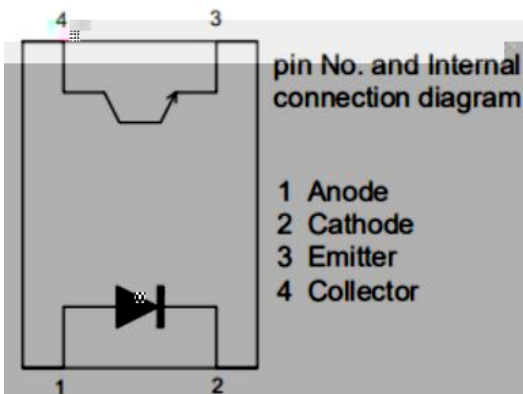 4 3
pin No. and Internal
connection diagram
1 Anode
2 Cathode
3 Emitter
4 Collector
1 2